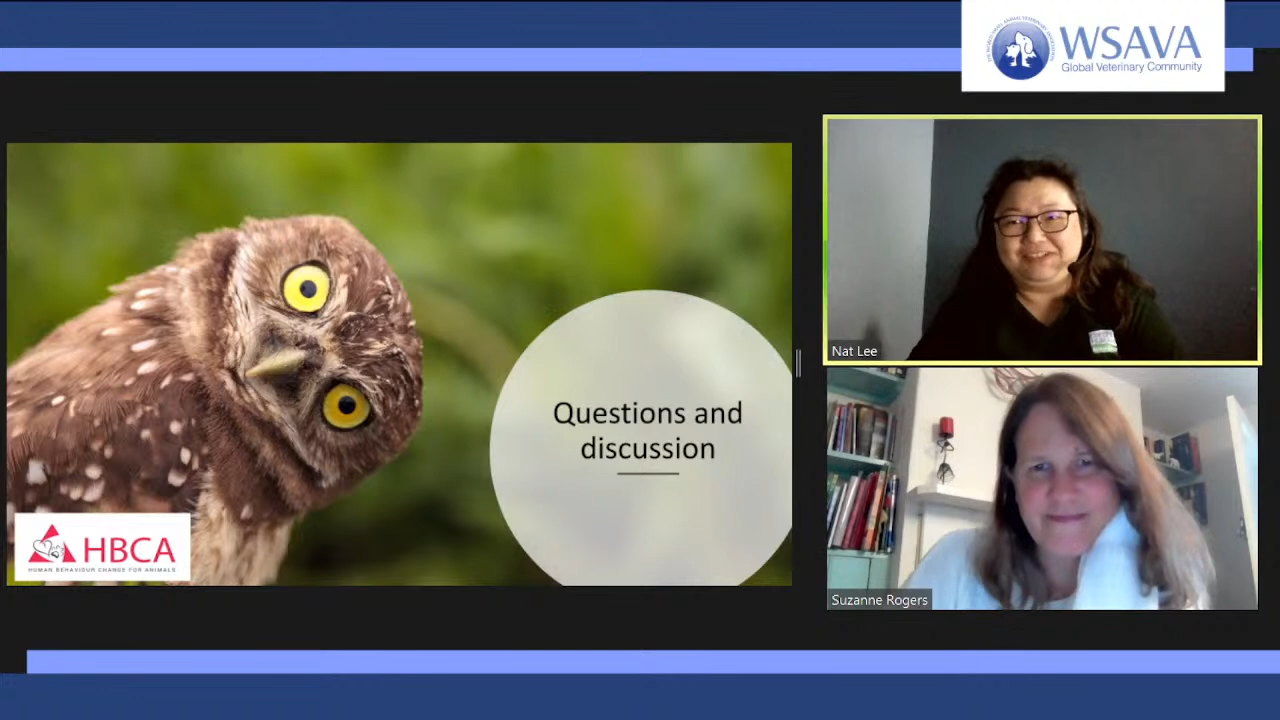 WSAVA
Global Veterinary Community
Questions and
discussion
HBCA
HUMAN BEHAVIOUR CHANGE FOR ANIMALS
Nat Lee
Suzanne Rogers